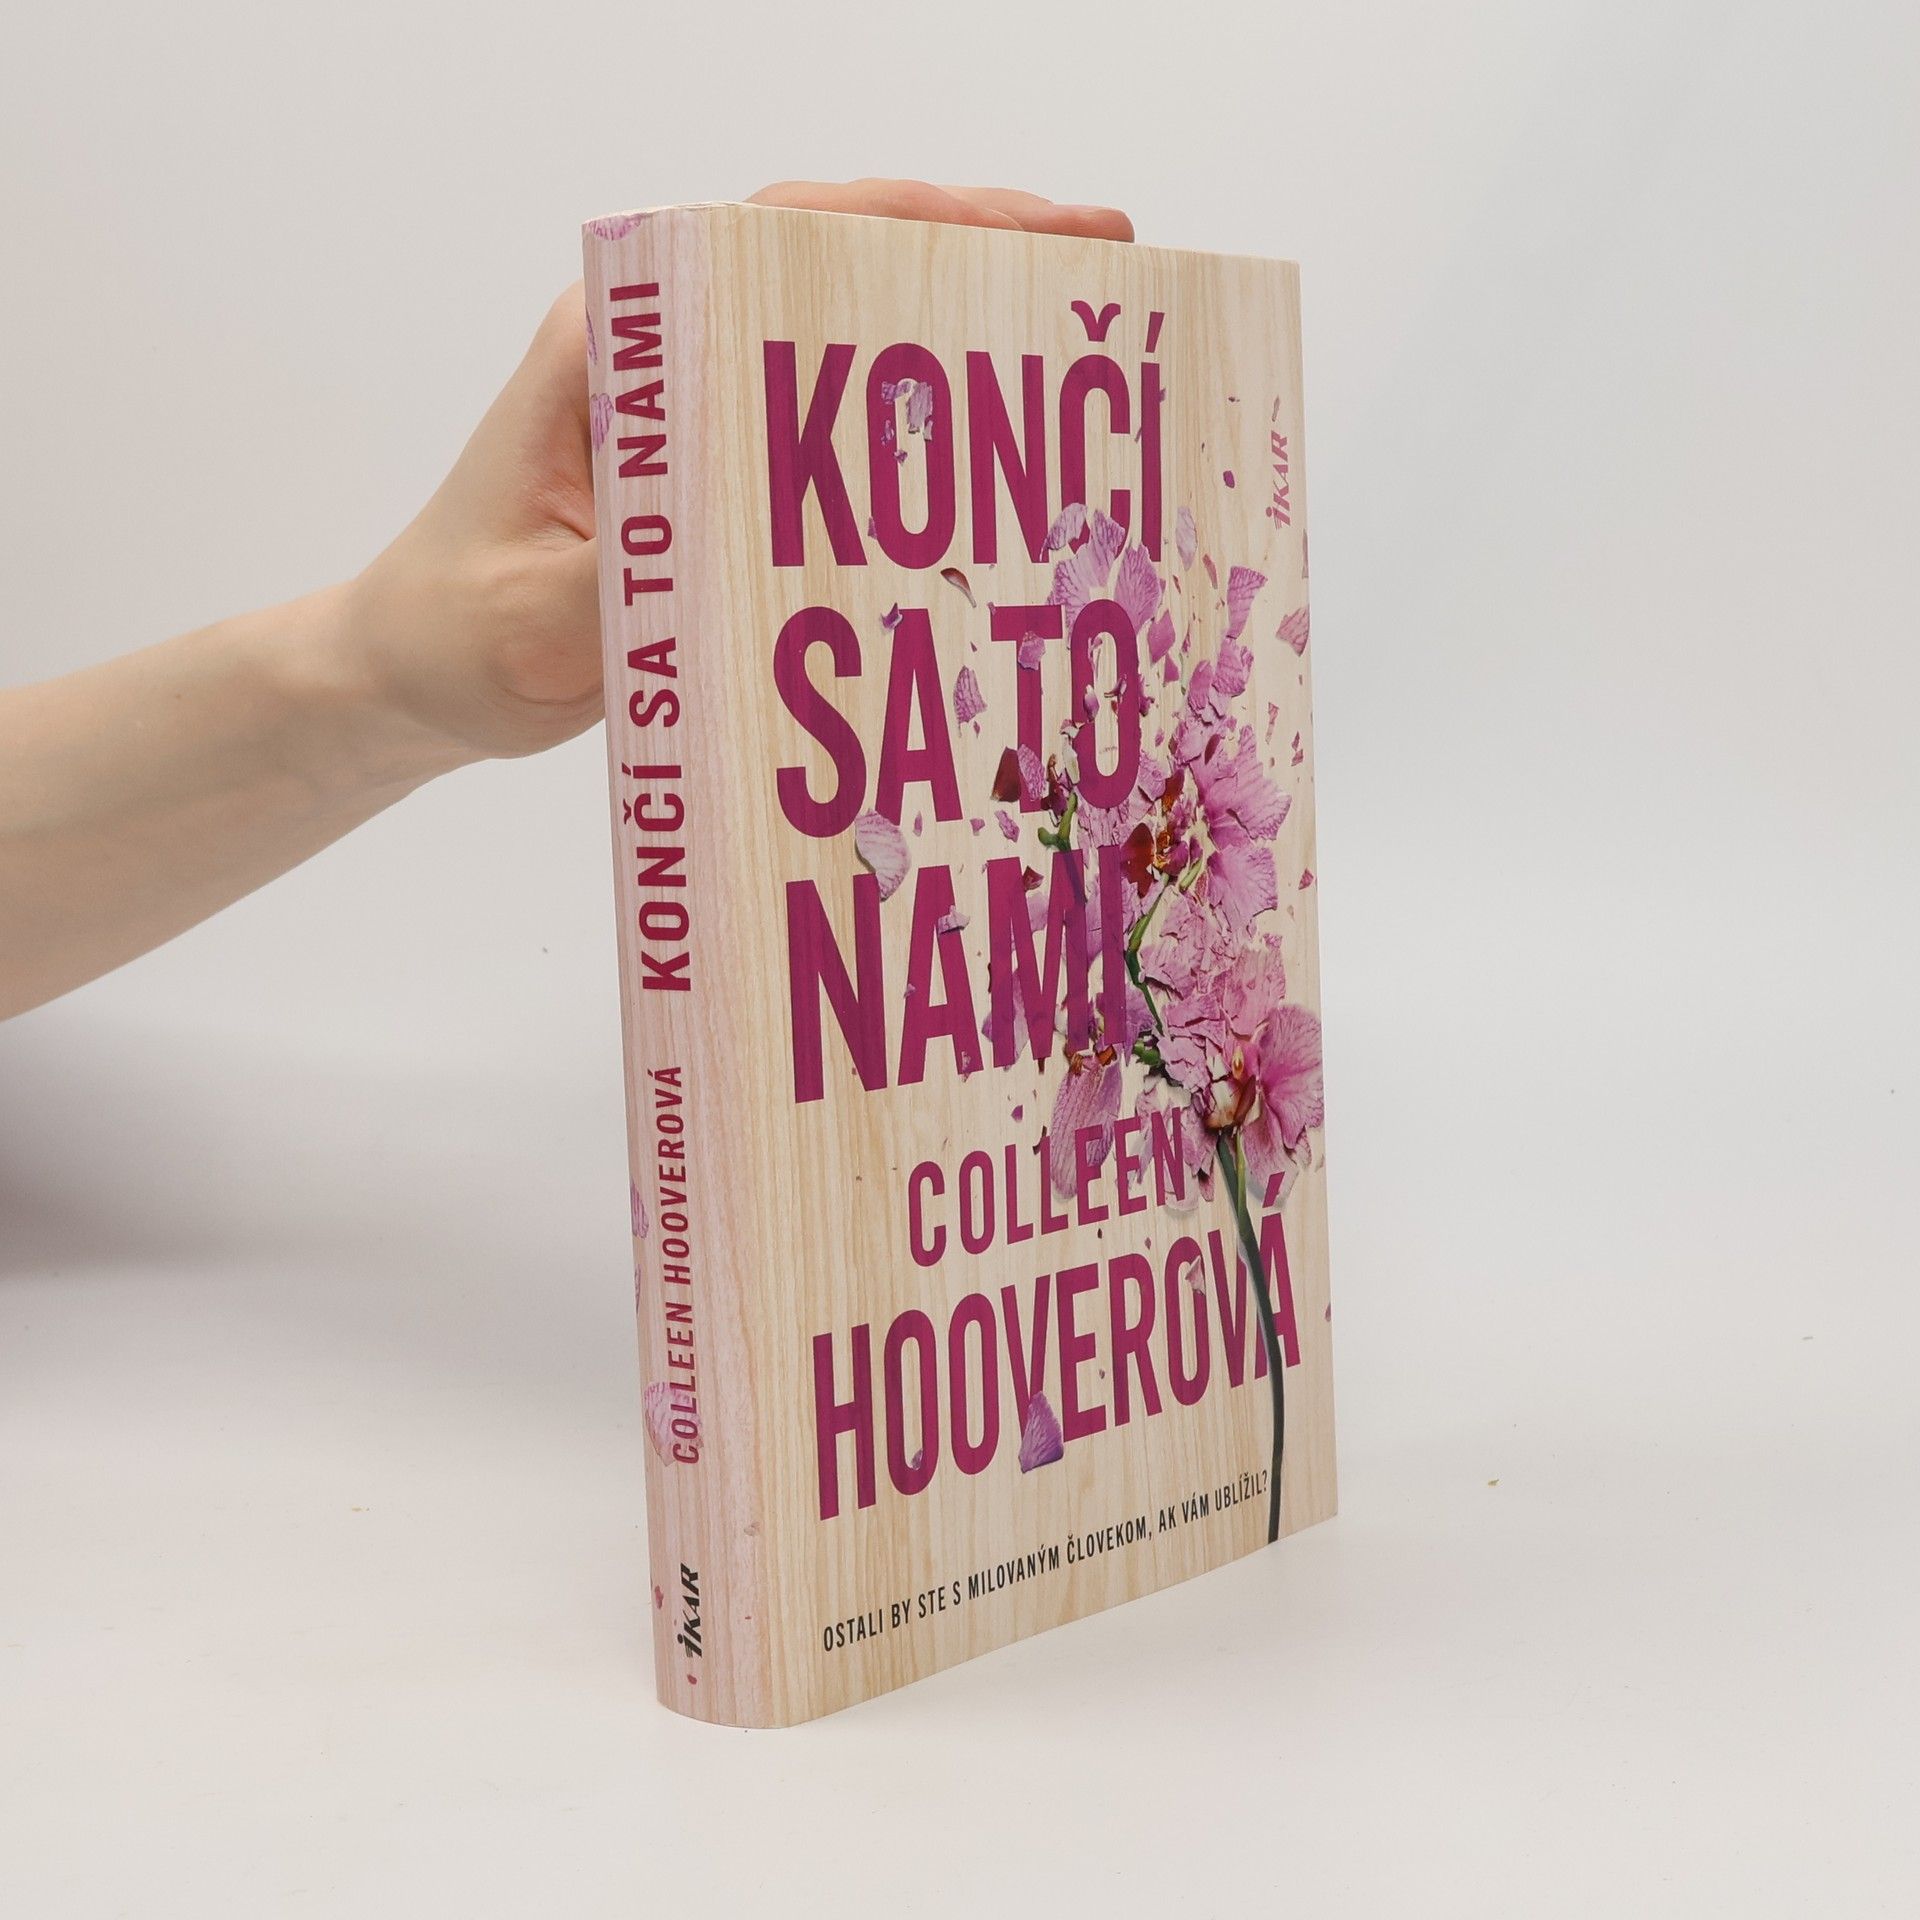 KONČÍ SA TO NAMI
COLLEEN HOOVEROVÁ
IKAR
KONČÍ
SA TO
NAMI
IKAR
COLLEEN
HOOVEROVÁ
OSTALI BY STE S MILOVANÝM ČLOVEKOM, AK VÁM UBLÍŽIL?